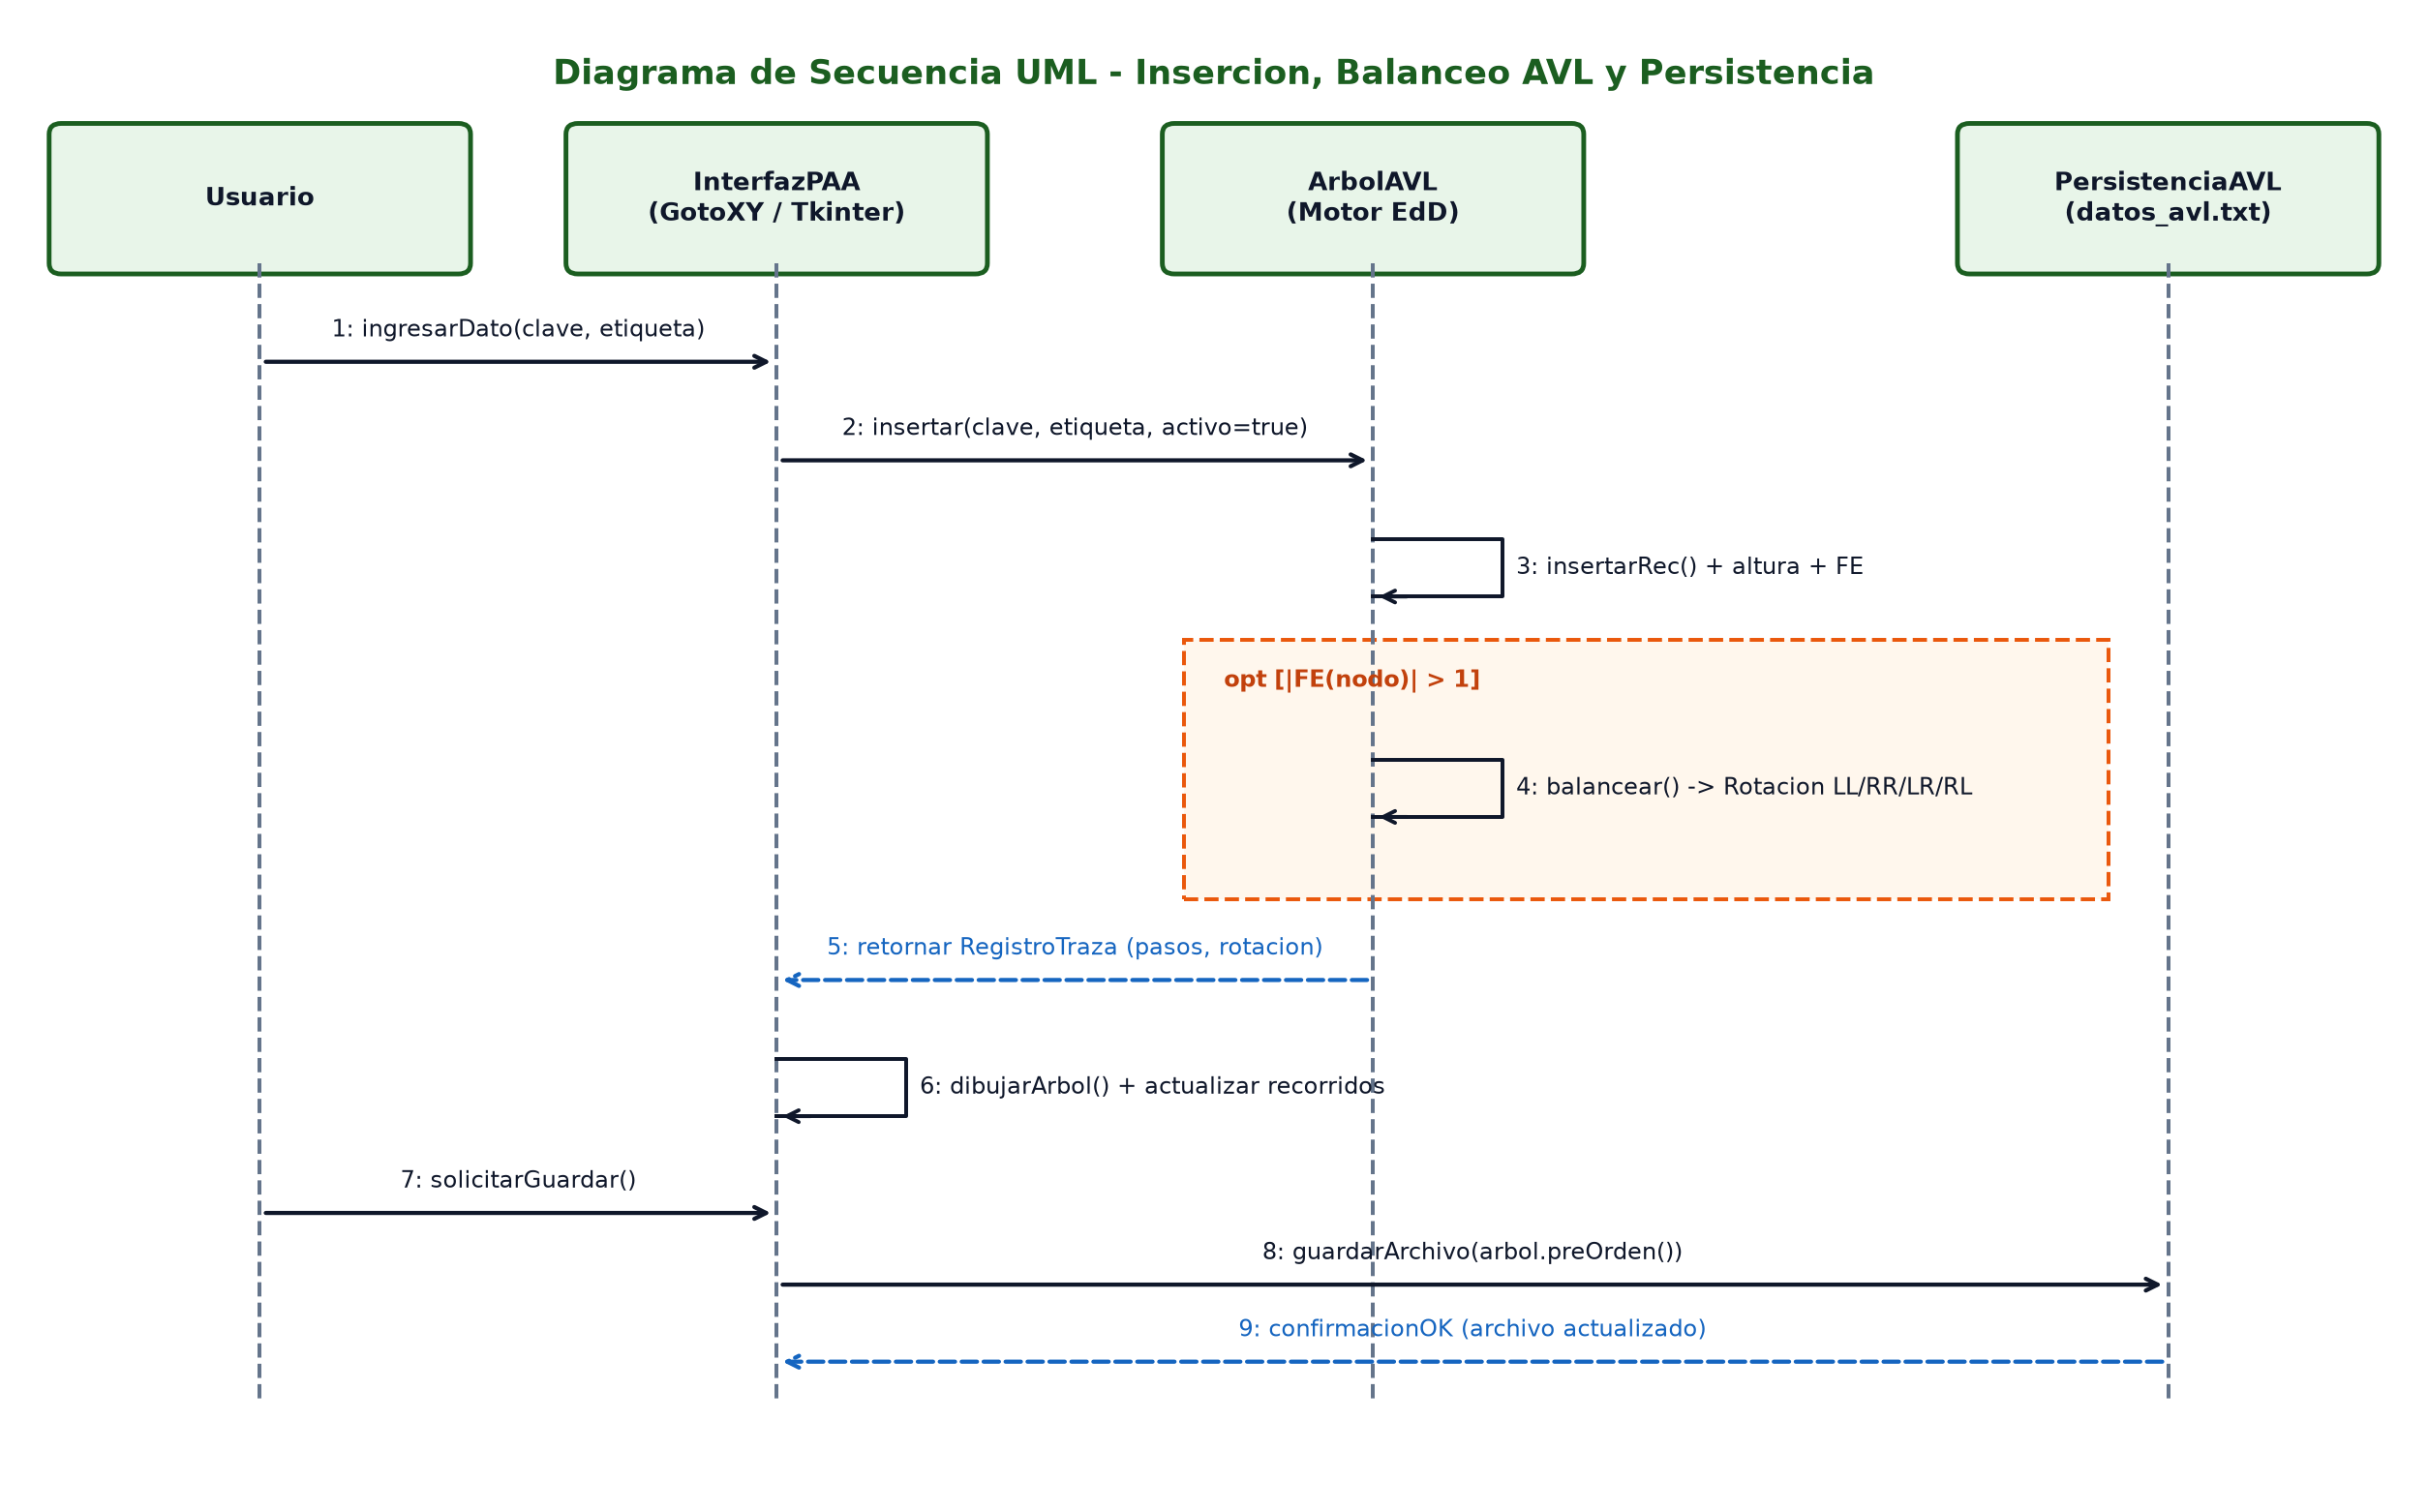 Diagrama de Secuencia UML - Insercion, Balanceo AVL y Persistencia
Usuario
InterfazPAA
(GotoXY / Tkinter)
ArbolAVL
(Motor EdD)
PersistenciaAVL
(datos_avl.txt)
1: ingresarDato(clave, etiqueta)
2: insertar(clave, etiqueta, activo=true)
3: insertarRec() + altura + FE
opt [|FE(nodo)| > 1]
4: balancear() -> Rotacion LL/RR/LR/RL
5: retornar RegistroTraza (pasos, rotacion)
6: dibujarArbol() + actualizar recorridos
7: solicitarGuardar()
8: guardarArchivo(arbol.preOrden())
9: confirmacionOK (archivo actualizado)